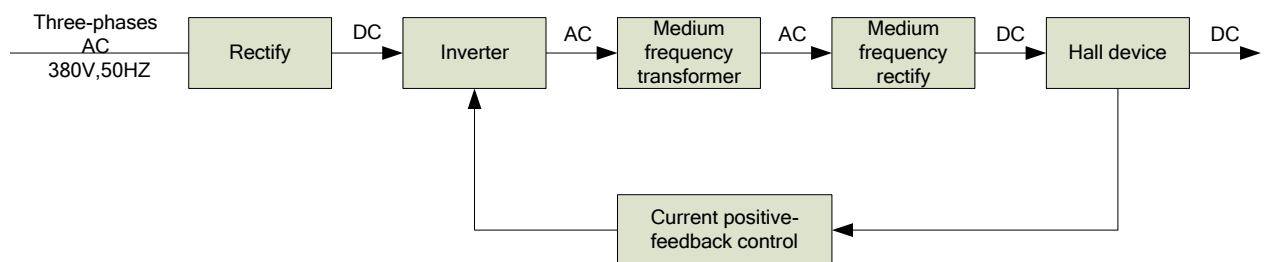 Three-phases
AC
380V,50HZ
Rectify
DC
Inverter
AC
Medium
frequency
transformer
AC
Medium
frequency
rectify
DC
Hall device
DC
Current positive-
feedback control